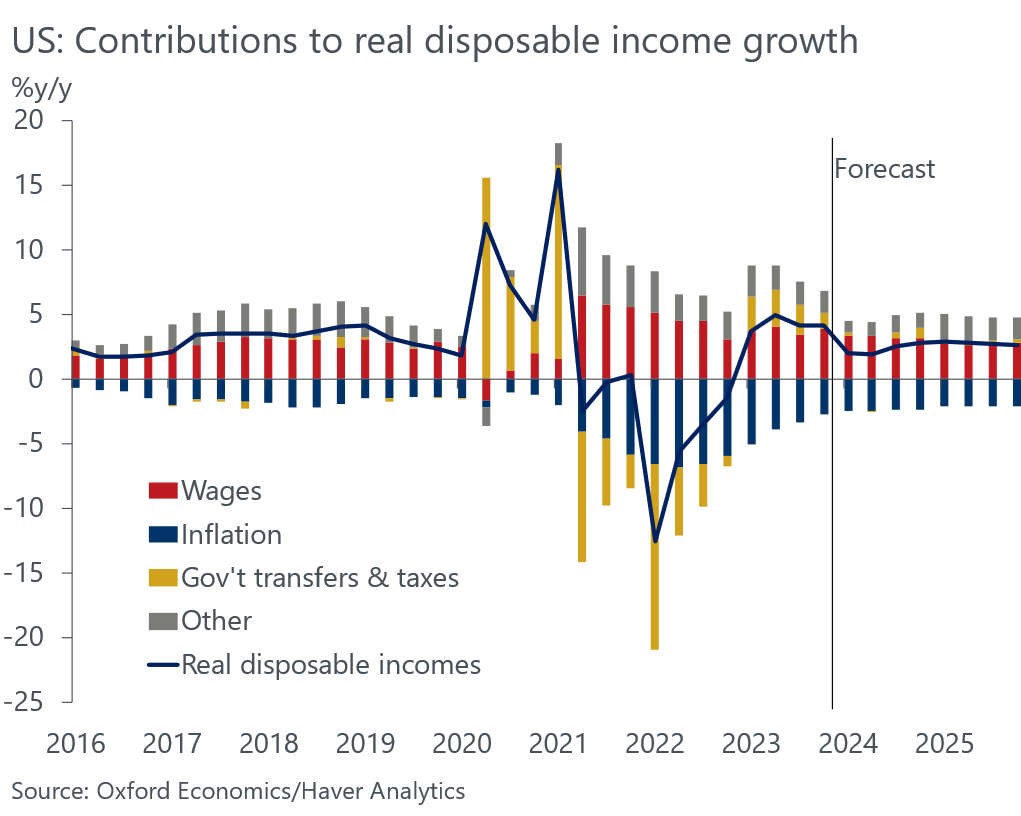 US: Contributions to real disposable income growth
%y/y
20
15
10
5
0
-5
-10
-15
-20
-25
Forecast
Wages
Inflation
Gov't transfers & taxes
Other
Real disposable incomes
2016 2017 2018 2019 2020 2021 2022 2023 2024 2025
Source: Oxford Economics/Haver Analytics